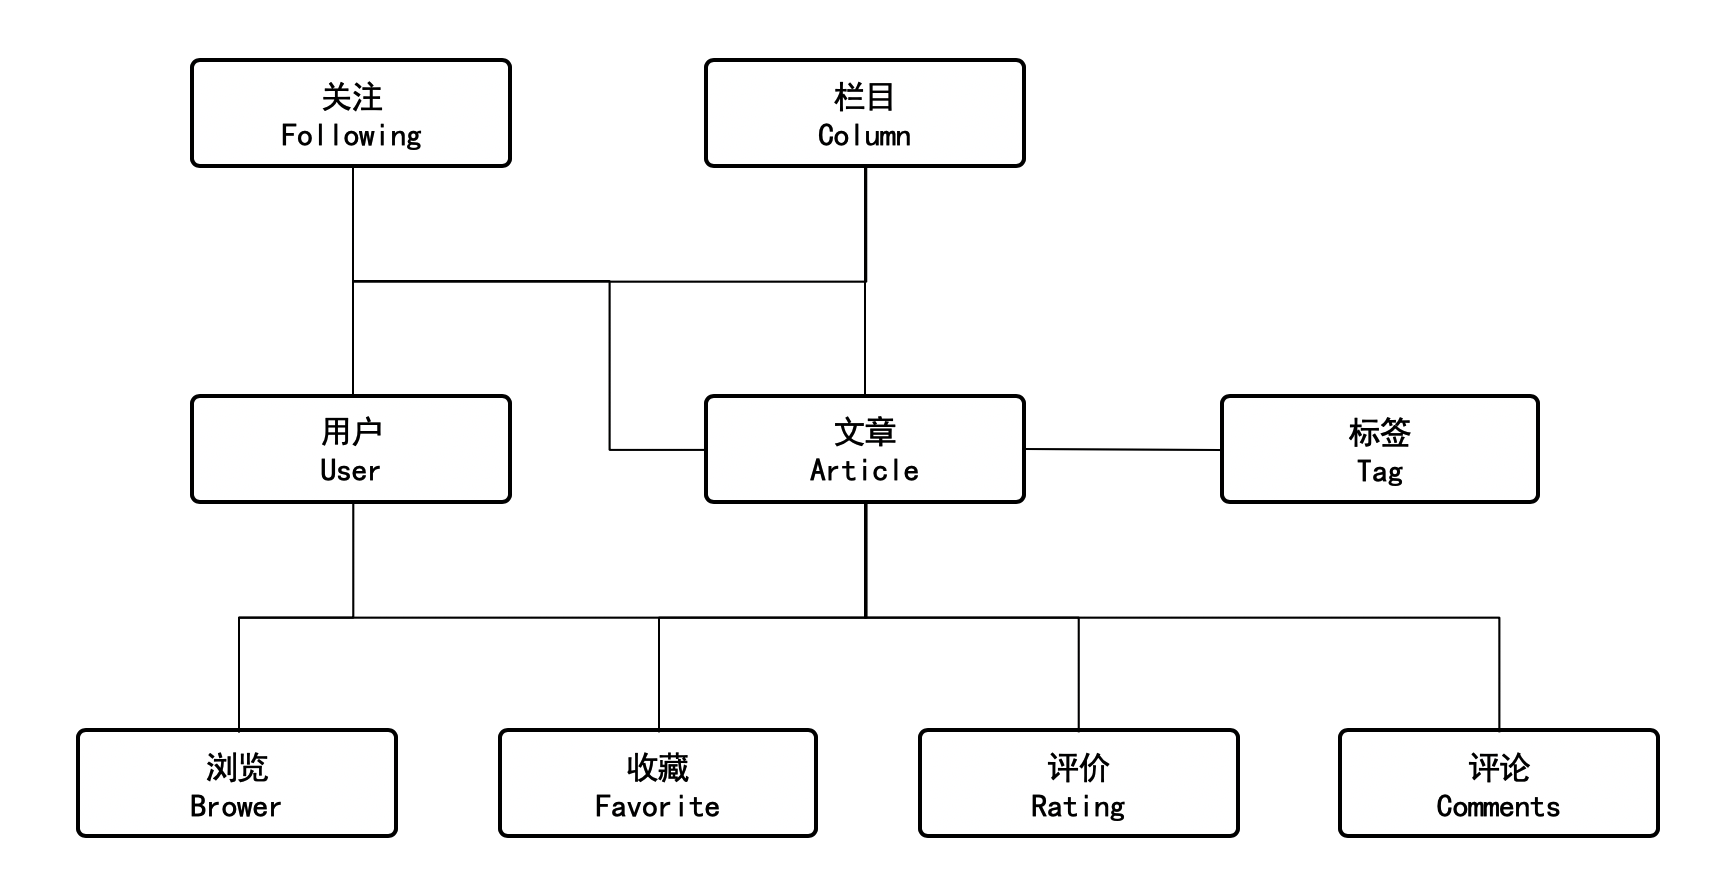 关注
Following
栏目
Column
用户
User
文章
Article
标签
Tag
浏览
Brower
收藏
Favorite
评价
Rating
评论
Comments